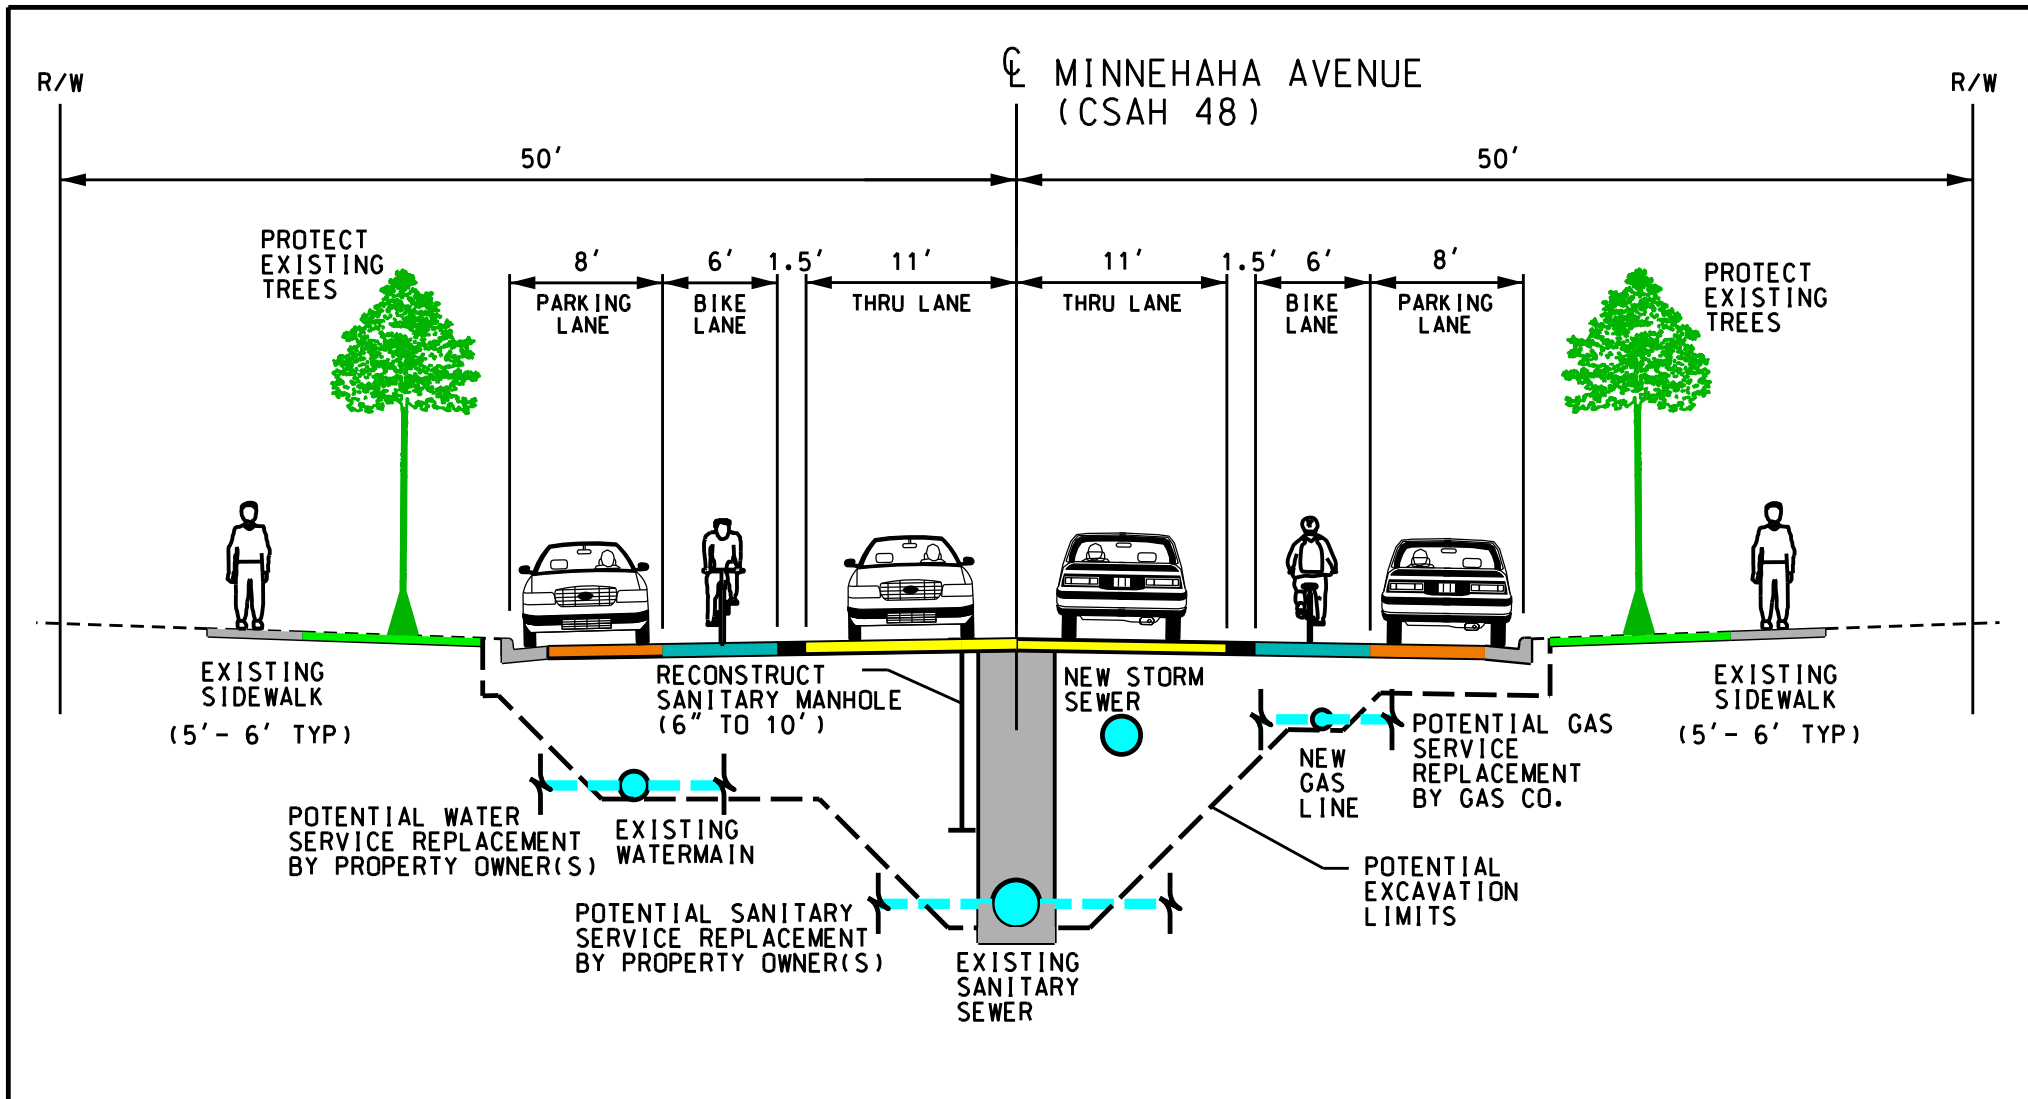 R/W
℄ MINNEHAHA AVENUE
(CSAH 48)
R/W
50'
50'
PROTECT
EXISTING
TREES
8'
6'
1.5'
11'
11'
1.5'
6'
8'
PARKING
LANE
BIKE
LANE
THRU LANE
THRU LANE
BIKE
LANE
PARKING
LANE
PROTECT
EXISTING
TREES
EXISTING
SIDEWALK
(5'- 6' TYP)
RECONSTRUCT
SANITARY MANHOLE
(6" TO 10')
NEW STORM
SEWER
EXISTING
SIDEWALK
(5'- 6' TYP)
POTENTIAL GAS
SERVICE
REPLACEMENT
BY GAS CO.
NEW
GAS
LINE
POTENTIAL WATER
SERVICE REPLACEMENT
BY PROPERTY OWNER(S)
EXISTING
WATERMAIN
POTENTIAL
EXCAVATION
LIMITS
POTENTIAL SANITARY
SERVICE REPLACEMENT
BY PROPERTY OWNER(S)
EXISTING
SANITARY
SEWER